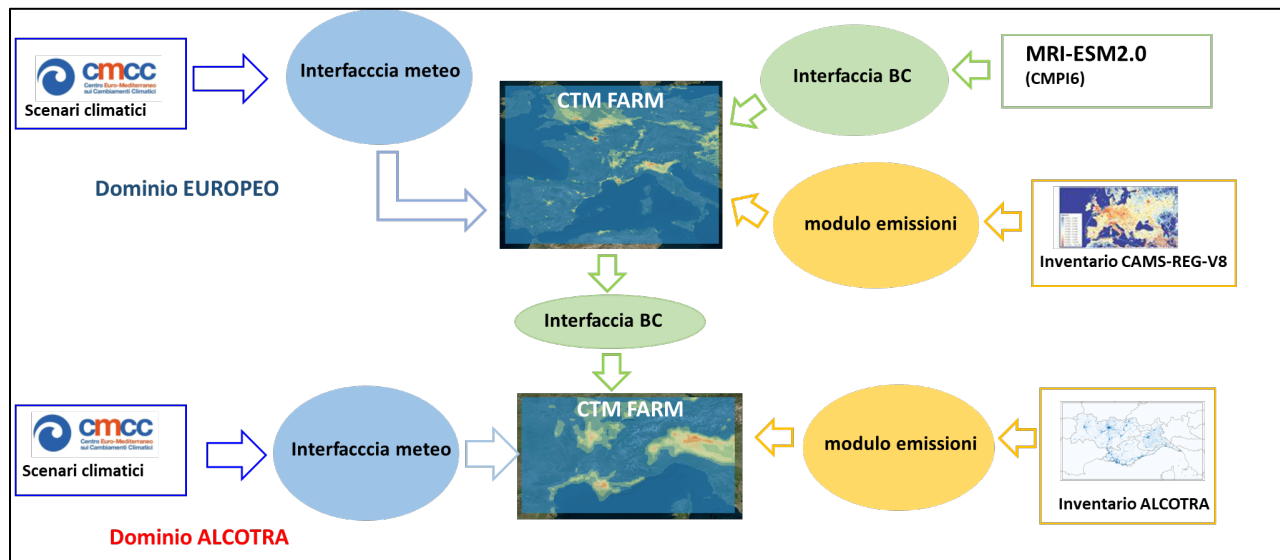 cmcc
Centro Euro-Mediterraneo
sui Cambiamenti Climatici
Scenari climatici
Interfacccia meteo
CTM FARM
Interfaccia BC
MRI-ESM2.0
(CMPI6)
Dominio EUROPEO
modulo emissioni
Inventario CAMS-REG-V8
Interfaccia BC
cmcc
Centro Euro-Mediterraneo
sui Cambiamenti Climatici
Scenari climatici
Interfacccia meteo
CTM FARM
modulo emissioni
Inventario ALCOTRA
Dominio ALCOTRA